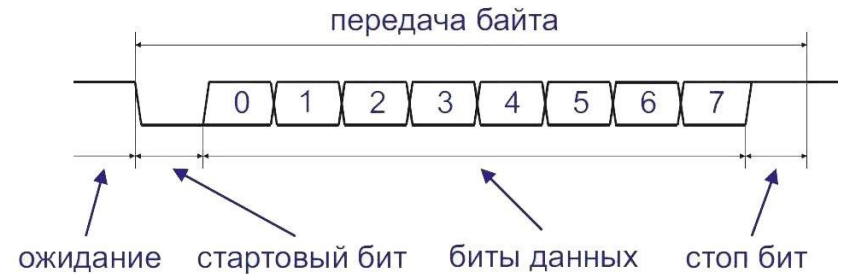 передача байта
0 1 2 3 4 5 6 7
ожидание стартовый бит биты данных стоп бит